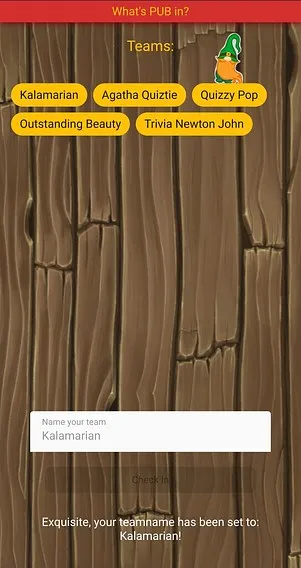 What's PUB in?
Teams:
Kalamarian Agatha Quiztie Quizzy Pop
Outstanding Beauty Trivia Newton John
Name your team
Kalamarian
Check In
Exquisite, your teamname has been set to:
Kalamarian!